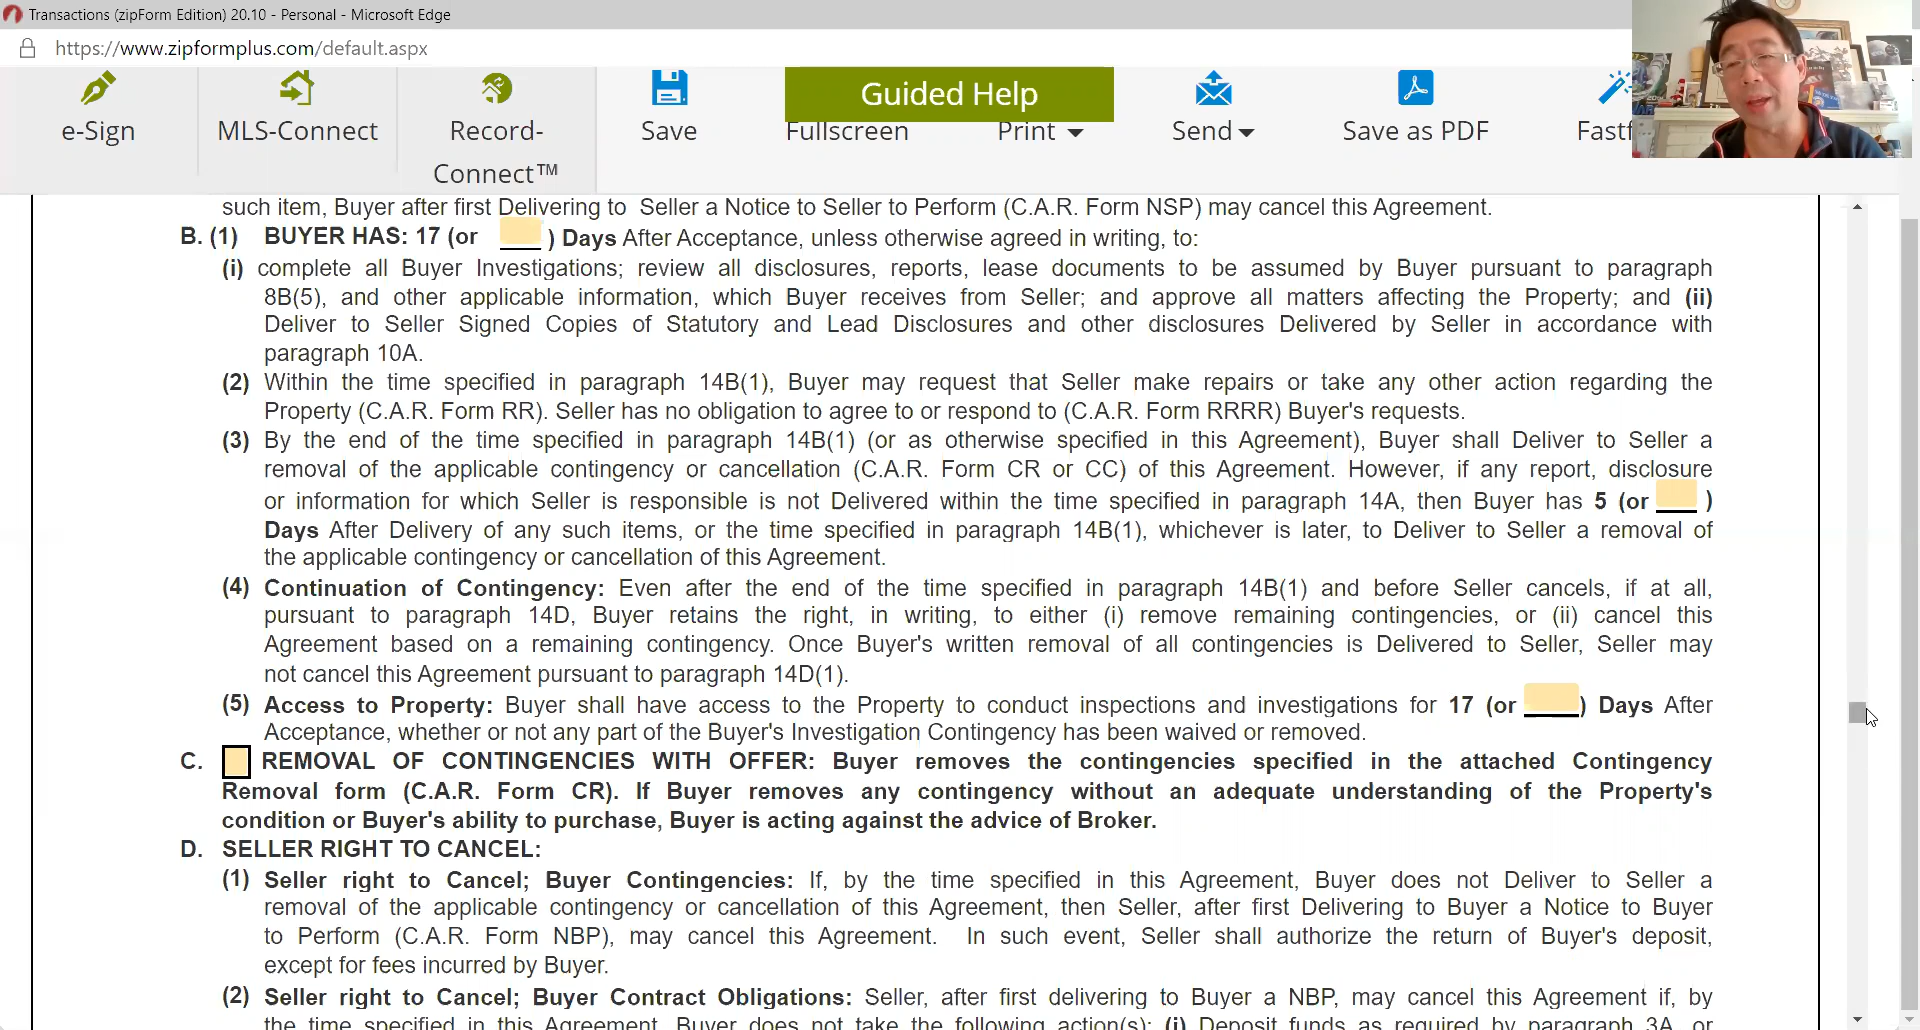 Transactions (zipForm Edition) 20.10 - Personal - Microsoft Edge
https://www.zipformplus.com/default.aspx
e-Sign
MLS-Connect
Record-
Connect™
Save
Guided Help
Fullscreen
Print
Send
Save as PDF
Fastf
such item, Buyer after first Delivering to Seller a Notice to Seller to Perform (C.A.R. Form NSP) may cancel this Agreement.
B. (1) BUYER HAS: 17 (or ) Days After Acceptance, unless otherwise agreed in writing, to:
(i) complete all Buyer Investigations; review all disclosures, reports, lease documents to be assumed by Buyer pursuant to paragraph
8B(5), and other applicable information, which Buyer receives from Seller; and approve all matters affecting the Property; and (ii)
Deliver to Seller Signed Copies of Statutory and Lead Disclosures and other disclosures Delivered by Seller in accordance with
paragraph 10A.
(2) Within the time specified in paragraph 14B(1), Buyer may request that Seller make repairs or take any other action regarding the
Property (C.A.R. Form RR). Seller has no obligation to agree to or respond to (C.A.R. Form RRRR) Buyer's requests.
(3) By the end of the time specified in paragraph 14B(1) (or as otherwise specified in this Agreement), Buyer shall Deliver to Seller a
removal of the applicable contingency or cancellation (C.A.R. Form CR or CC) of this Agreement. However, if any report, disclosure
or information for which Seller is responsible is not Delivered within the time specified in paragraph 14A, then Buyer has 5 (or )
Days After Delivery of any such items, or the time specified in paragraph 14B(1), whichever is later, to Deliver to Seller a removal of
the applicable contingency or cancellation of this Agreement.
(4) Continuation of Contingency: Even after the end of the time specified in paragraph 14B(1) and before Seller cancels, if at all,
pursuant to paragraph 14D, Buyer retains the right, in writing, to either (i) remove remaining contingencies, or (ii) cancel this
Agreement based on a remaining contingency. Once Buyer's written removal of all contingencies is Delivered to Seller, Seller may
not cancel this Agreement pursuant to paragraph 14D(1).
(5) Access to Property: Buyer shall have access to the Property to conduct inspections and investigations for 17 (or ) Days After
Acceptance, whether or not any part of the Buyer's Investigation Contingency has been waived or removed.
C. REMOVAL OF CONTINGENCIES WITH OFFER: Buyer removes the contingencies specified in the attached Contingency
Removal form (C.A.R. Form CR). If Buyer removes any contingency without an adequate understanding of the Property's
condition or Buyer's ability to purchase, Buyer is acting against the advice of Broker.
D. SELLER RIGHT TO CANCEL:
(1) Seller right to Cancel; Buyer Contingencies: If, by the time specified in this Agreement, Buyer does not Deliver to Seller a
removal of the applicable contingency or cancellation of this Agreement, then Seller, after first Delivering to Buyer a Notice to Buyer
to Perform (C.A.R. Form NBP), may cancel this Agreement. In such event, Seller shall authorize the return of Buyer's deposit,
except for fees incurred by Buyer.
(2) Seller right to Cancel; Buyer Contract Obligations: Seller, after first delivering to Buyer a NBP, may cancel this Agreement if, by
the time specified in this Agreement, Buyer does not take the following action(s): (i) Deposit funds as required by paragraph 3A, or